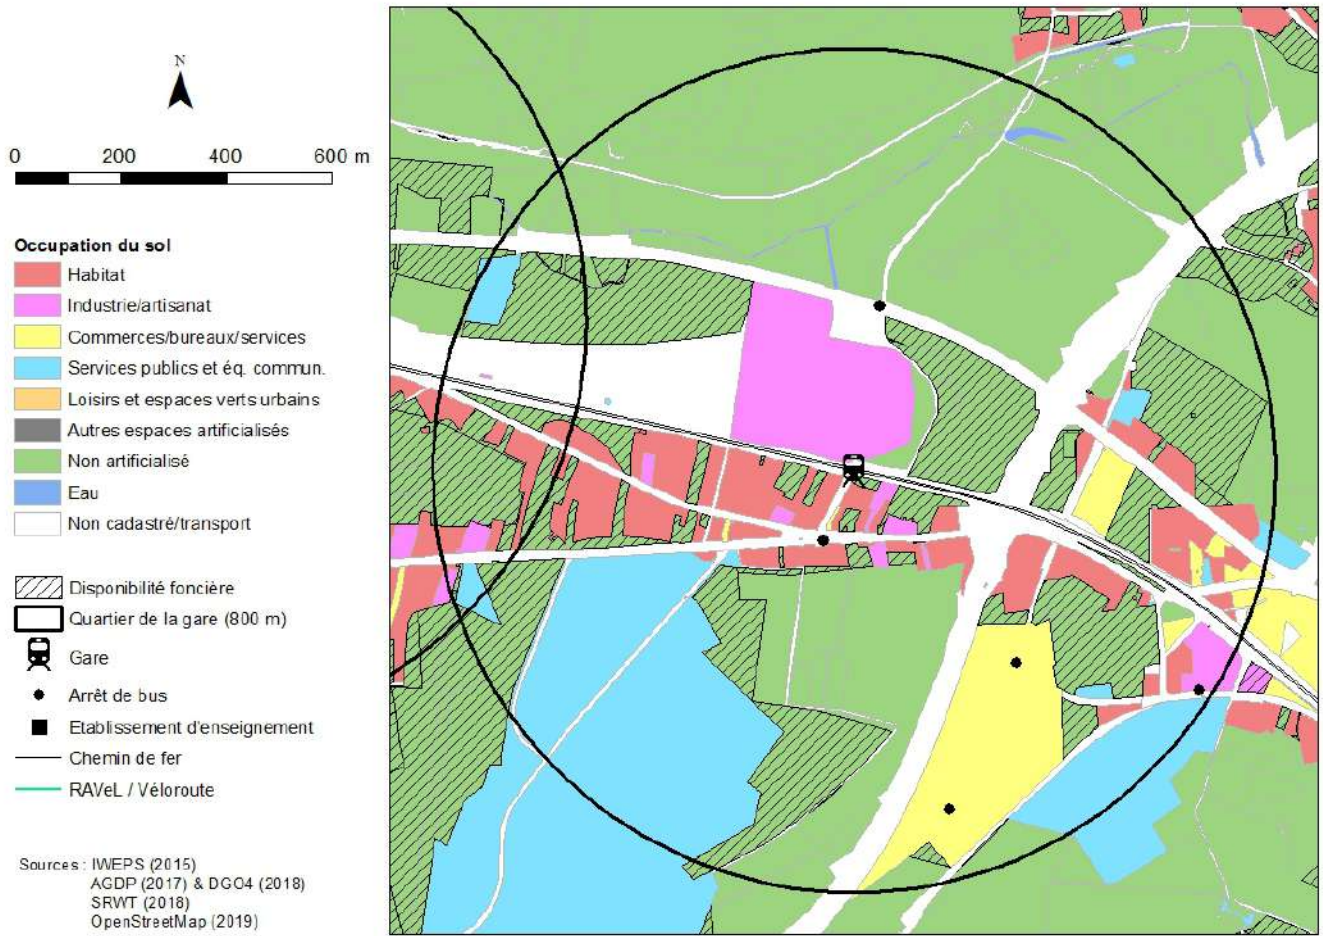 N
0 200 400 600 m
Occupation du sol
Habitat
Industrie/artisanat
Commerces/bureaux/services
Services publics et éq. commun.
Loisirs et espaces verts urbains
Autres espaces artificialisés
Non artificialisé
Eau
Non cadastré/transport
Disponibilité foncière
Quartier de la gare (800 m)
Gare
Arrêt de bus
Etablissement d'enseignement
Chemin de fer
RAVeL / Véloroute
Sources : IWEPS (2015)
AGDP (2017) & DGO4 (2018)
SRWT (2018)
OpenStreetMap (2019)